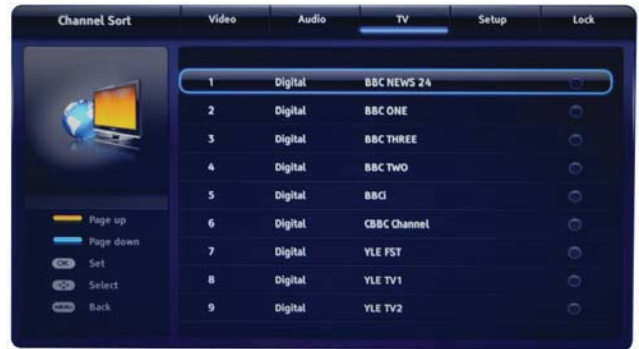 Channel Sort Video Audio TV Setup Lock
1 Digital BBC NEWS 24
2 Digital BBC ONE
3 Digital BBC THREE
4 Digital BBC TWO
5 Digital BBCi
6 Digital CBBC Channel
7 Digital YLE FST
8 Digital YLE TV1
9 Digital YLE TV2
Page up
Page down
OK Set
Select
MENU Back